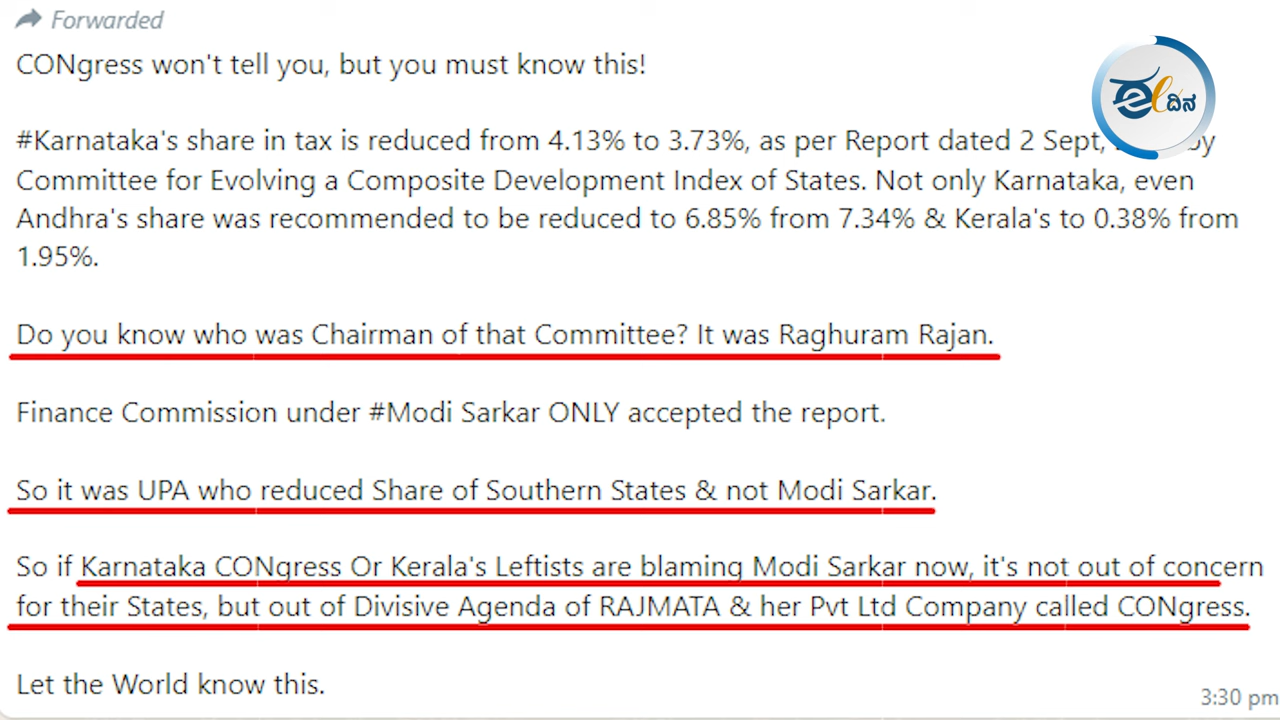 Forwarded
CONgress won't tell you, but you must know this!
ಈ ದಿನ
#Karnataka's share in tax is reduced from 4.13% to 3.73%, as per Report dated 2 Sept, by
Committee for Evolving a Composite Development Index of States. Not only Karnataka, even
Andhra's share was recommended to be reduced to 6.85% from 7.34% & Kerala's to 0.38% from
1.95%.
Do you know who was Chairman of that Committee? It was Raghuram Rajan.
Finance Commission under #Modi Sarkar ONLY accepted the report.
So it was UPA who reduced Share of Southern States & not Modi Sarkar.
So if Karnataka CONgress Or Kerala's Leftists are blaming Modi Sarkar now, it's not out of concern
for their States, but out of Divisive Agenda of RAJMATA & her Pvt Ltd Company called CONgress.
Let the World know this.
3:30 pm